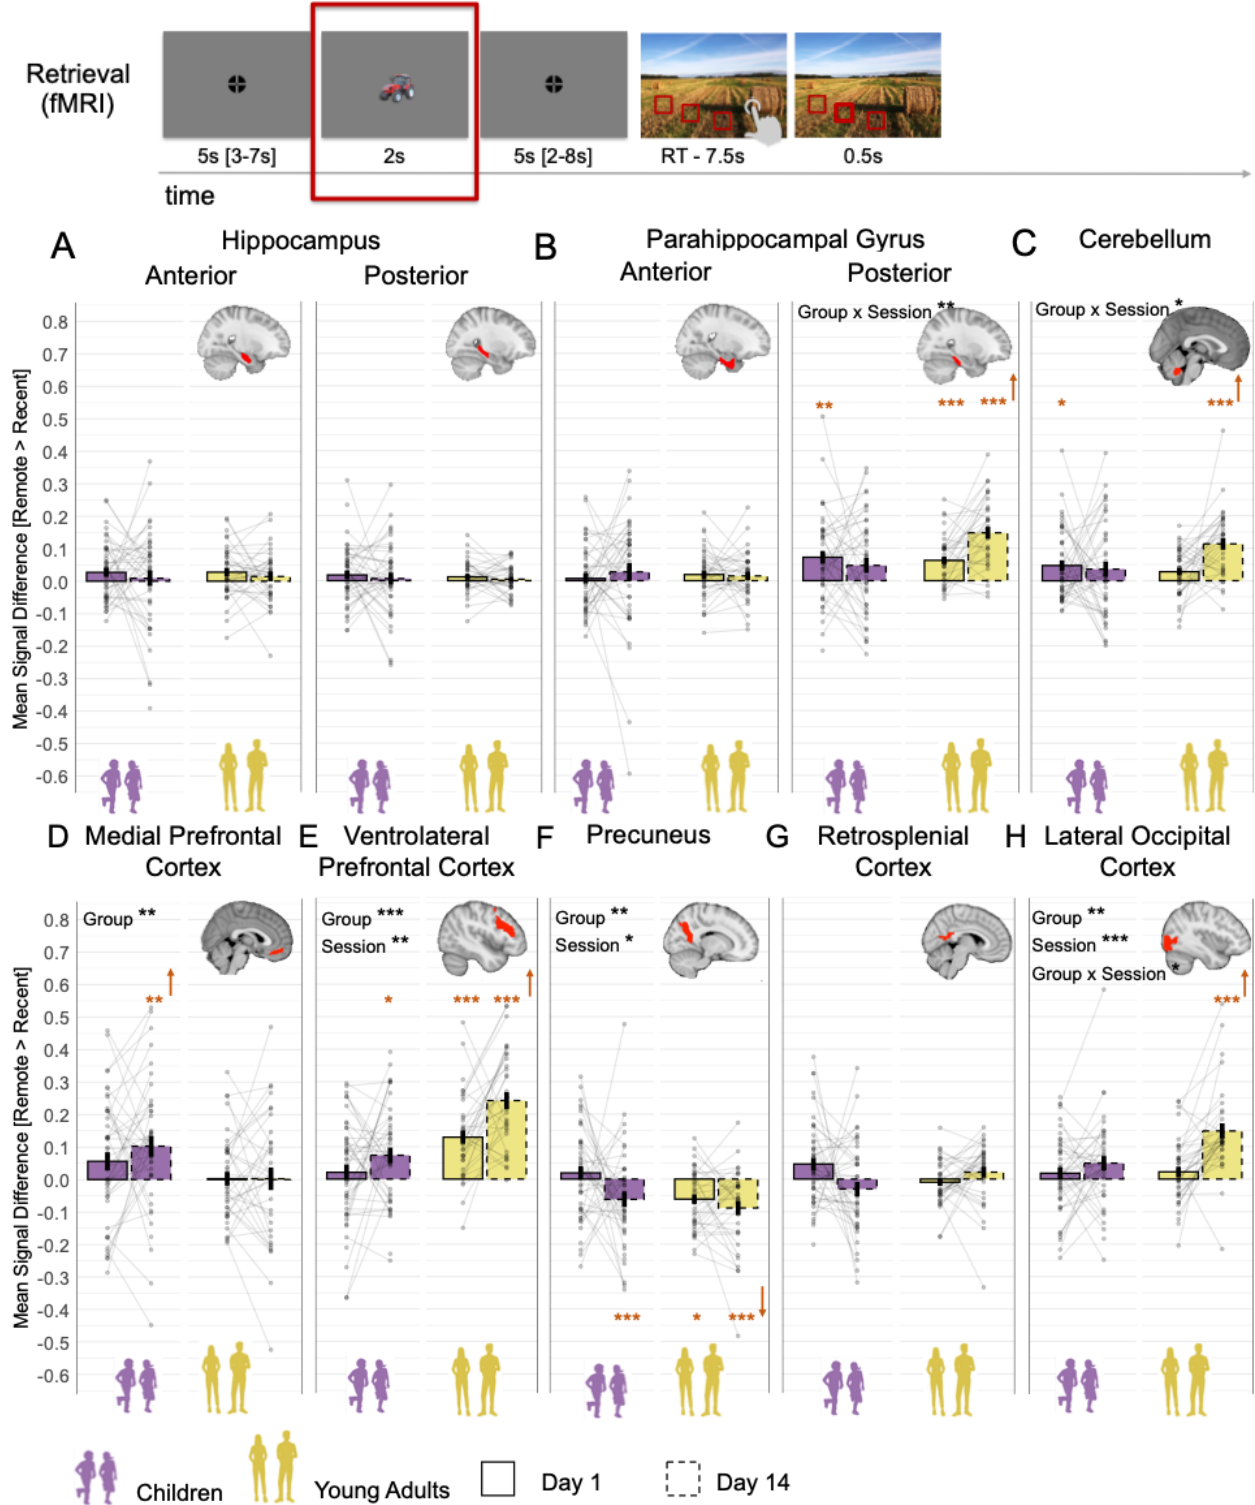 Retrieval
(fMRI)
5s [3-7s]
2s
5s [2-8s]
RT - 7.5s
0.5s
time
A
Hippocampus
Anterior
Posterior
B
Parahippocampal Gyrus
Anterior
Posterior
C
Cerebellum
Mean Signal Difference [Remote > Recent]
0.8
0.7
0.6
0.5
0.4
0.3
0.2
0.1
0.0
-0.1
-0.2
-0.3
-0.4
-0.5
-0.6
Group x Session **
** *** ***
Group x Session *
* ***
D Medial Prefrontal
Cortex
E Ventrolateral
Prefrontal Cortex
F Precuneus
G Retrosplenial
Cortex
H Lateral Occipital
Cortex
Mean Signal Difference [Remote > Recent]
0.8
0.7
0.6
0.5
0.4
0.3
0.2
0.1
0.0
-0.1
-0.2
-0.3
-0.4
-0.5
-0.6
Group **
**
Group ***
Session **
* *** ***
Group **
Session *
*** * ***
Group **
Session ***
Group x Session *
***
Children
Young Adults
Day 1
Day 14